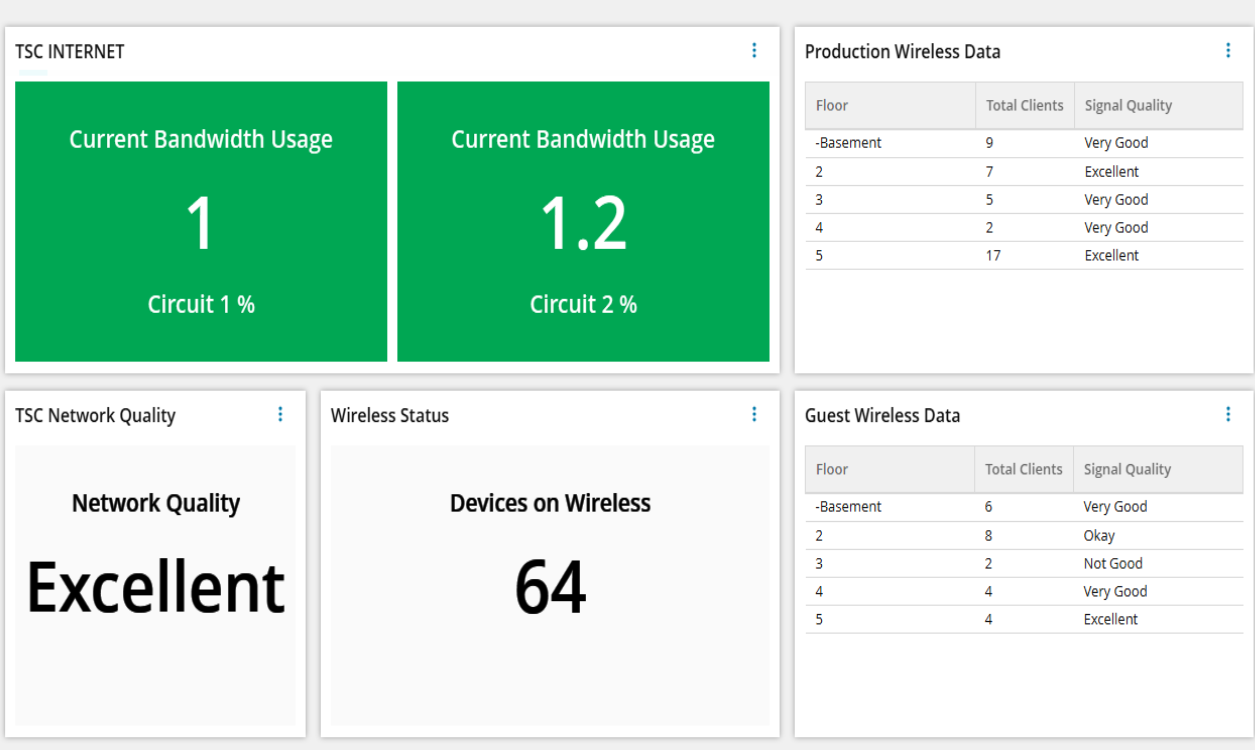 TSC INTERNET
Current Bandwidth Usage
1
Circuit 1 %
Current Bandwidth Usage
1.2
Circuit 2 %
Production Wireless Data
Floor Total Clients Signal Quality
-Basement 9 Very Good
2 7 Excellent
3 5 Very Good
4 2 Very Good
5 17 Excellent
TSC Network Quality
Network Quality
Excellent
Wireless Status
Devices on Wireless
64
Guest Wireless Data
Floor Total Clients Signal Quality
-Basement 6 Very Good
2 8 Okay
3 2 Not Good
4 4 Very Good
5 4 Excellent